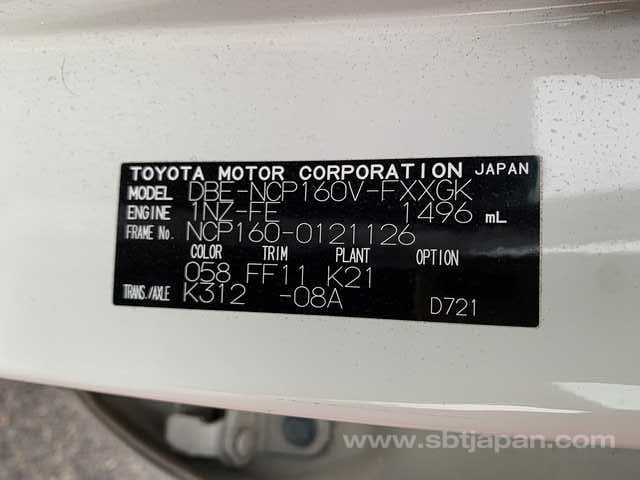 TOYOTA MOTOR CORPORATION JAPAN
MODEL DBE-NCP160V-FXXGK
ENGINE 1NZ-FE 1496 mL
FRAME No. NCP160-0121126
COLOR TRIM PLANT OPTION
058 FF11 K21
TRANS./AXLE K312 -08A D721
www.sbtjapan.com